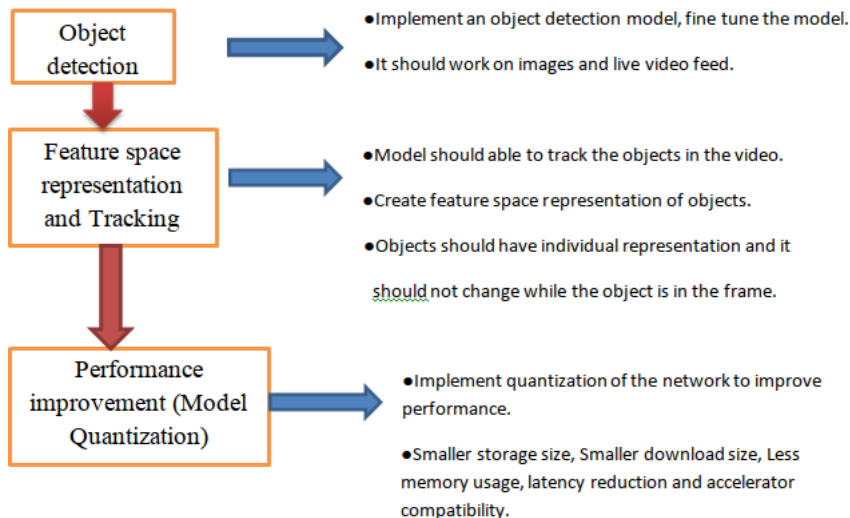 Object
detection
●Implement an object detection model, fine tune the model.
●It should work on images and live video feed.
Feature space
representation
and Tracking
●Model should able to track the objects in the video.
●Create feature space representation of objects.
●Objects should have individual representation and it
should not change while the object is in the frame.
Performance
improvement (Model
Quantization)
●Implement quantization of the network to improve
performance.
●Smaller storage size, Smaller download size, Less
memory usage, latency reduction and accelerator
compatibility.